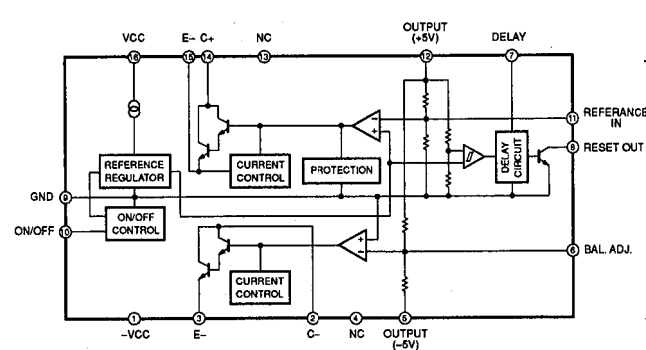 VCC
E– C+
NC
OUTPUT
(+5V)
DELAY
16
15
14
13
12
7
REFERANCE
IN
11
RESET OUT
8
REFERENCE
REGULATOR
CURRENT
CONTROL
PROTECTION
DELAY
CIRCUIT
GND
9
ON/OFF
10
ON/OFF
CONTROL
6
BAL. ADJ.
CURRENT
CONTROL
1
3
2
4
5
–VCC
E–
C–
NC
OUTPUT
(–5V)